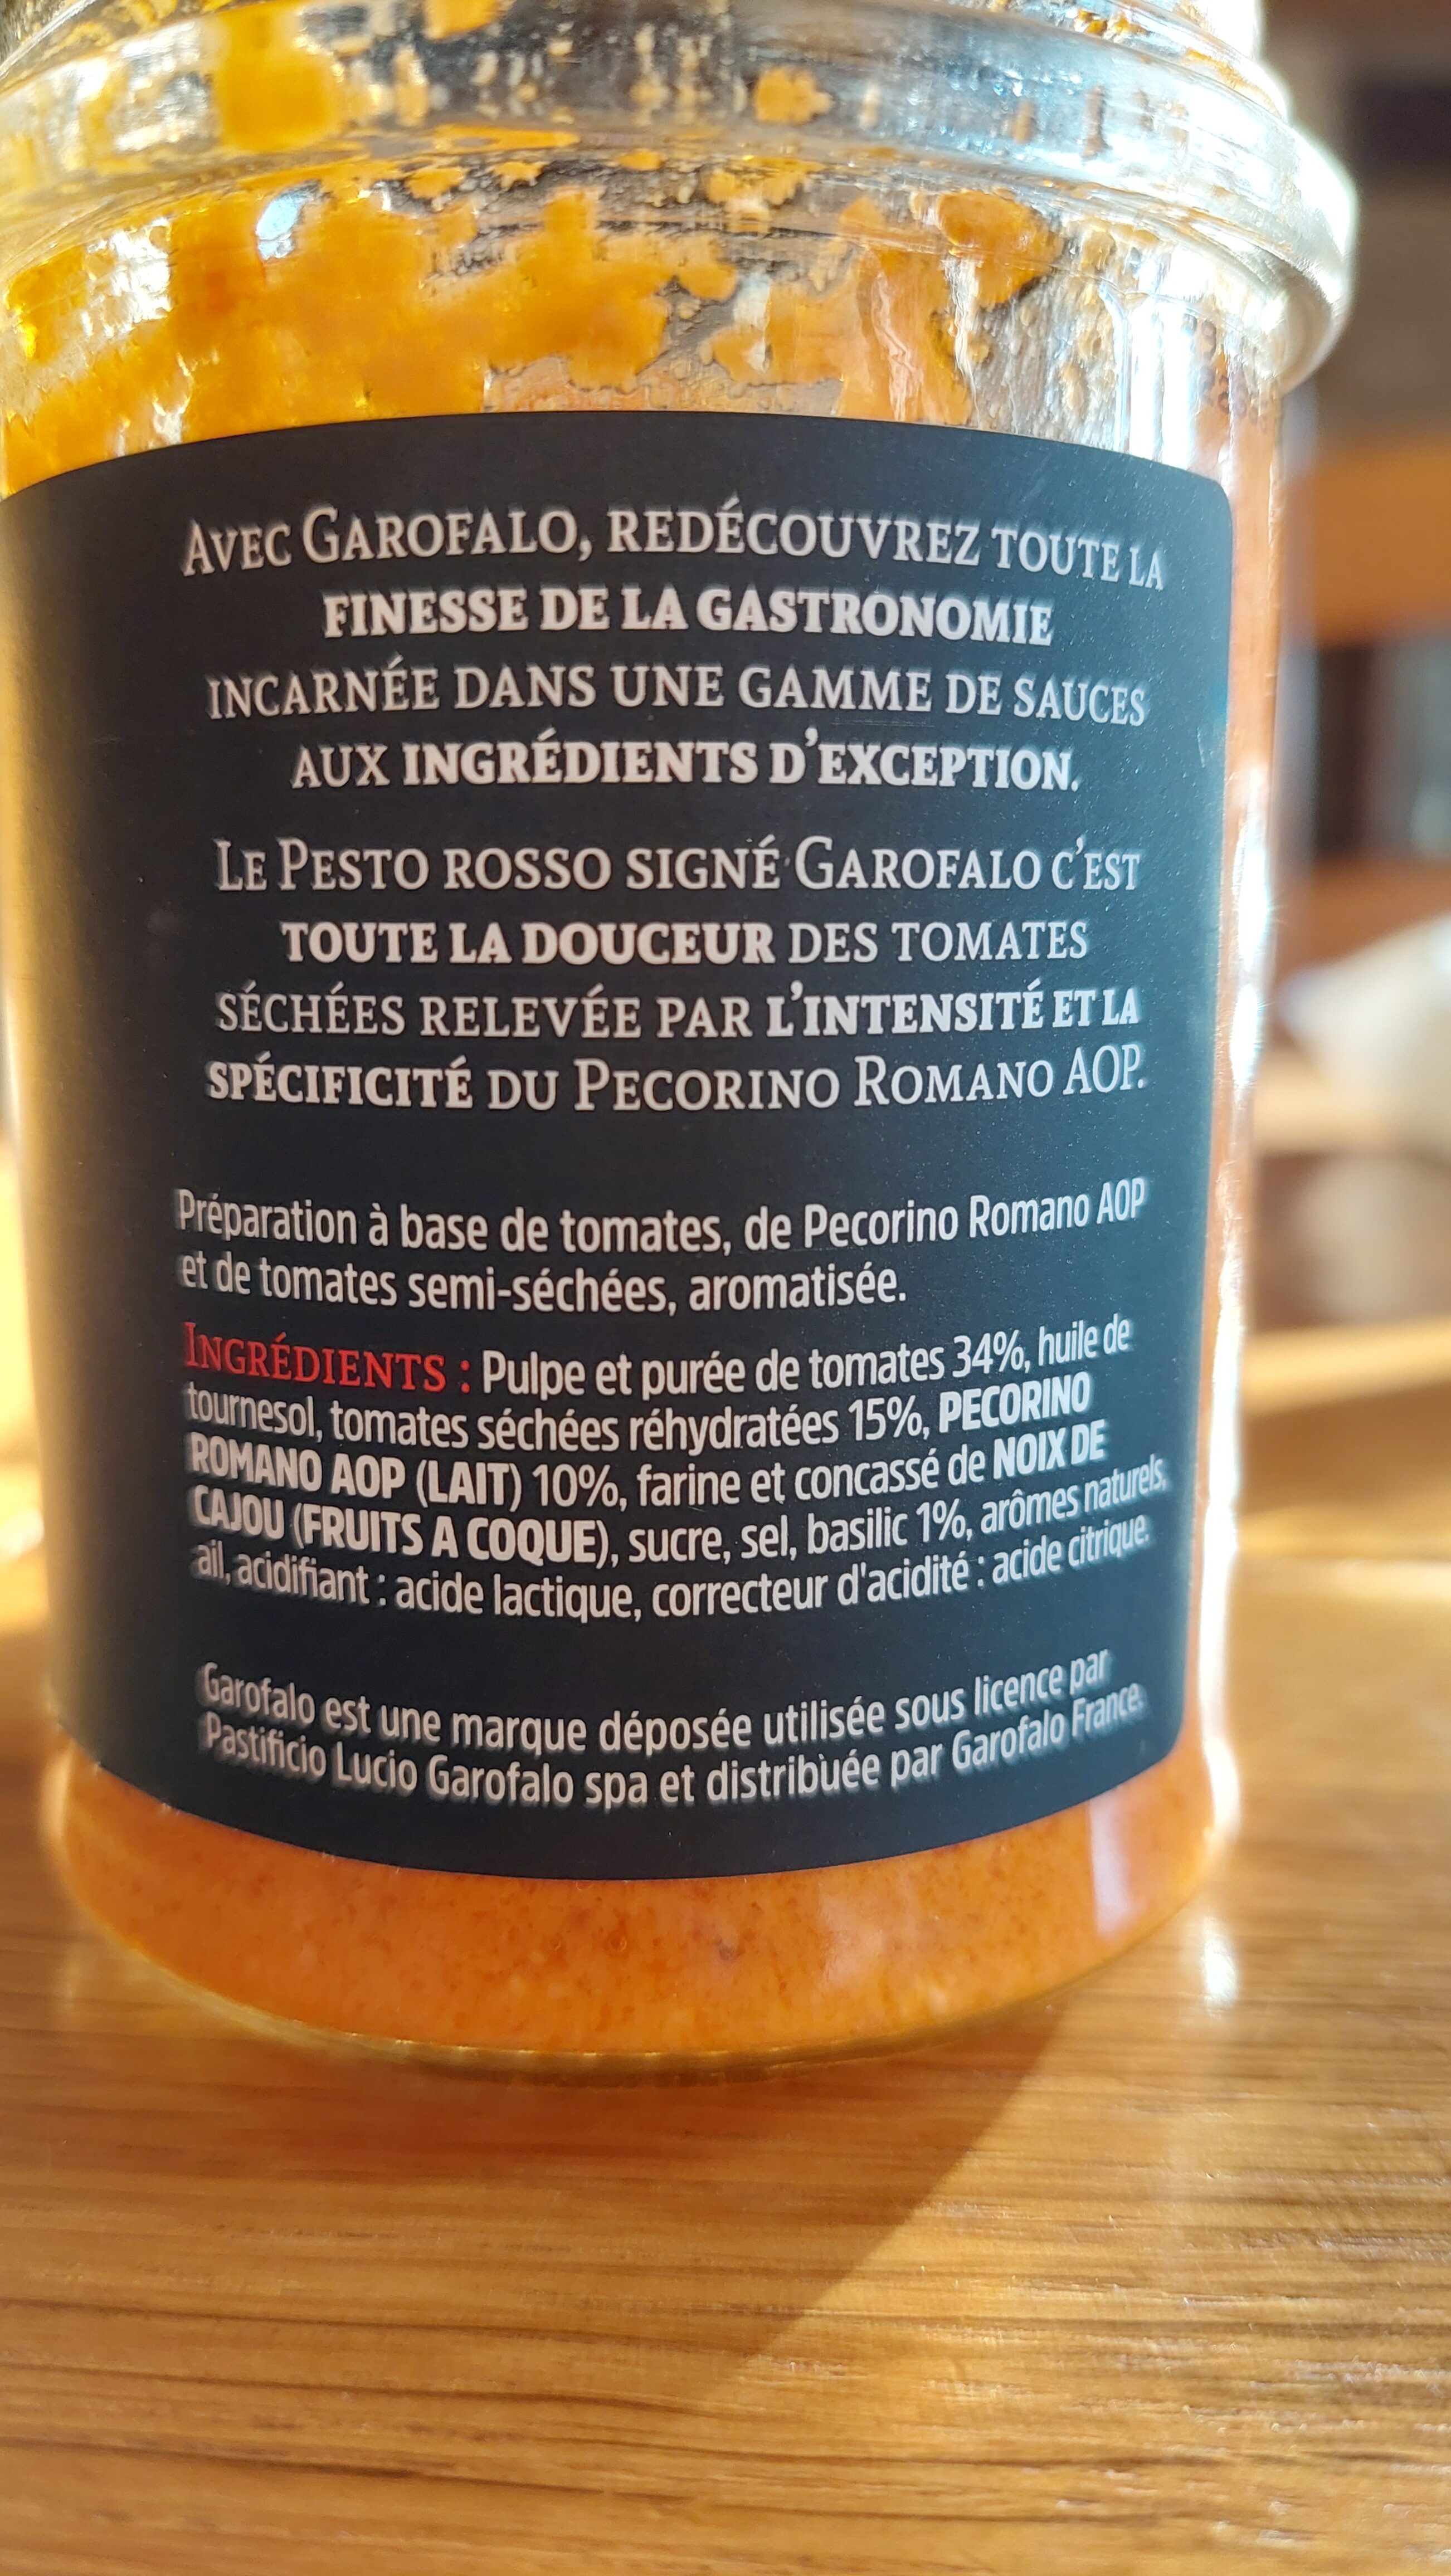 Avec Garofalo, redécouvrez toute la
finesse de la gastronomie
incarnée dans une gamme de sauces
aux ingrédients d'exception.
Le Pesto rosso signé Garofalo c'est
toute la douceur des tomates
séchées relevée par l'intensité et la
spécificité du Pecorino Romano AOP.
Préparation à base de tomates, de Pecorino Romano AOP
et de tomates semi-séchées, aromatisée.
Ingrédients : Pulpe et purée de tomates 34%, huile de
tournesol, tomates séchées réhydratées 15%, PECORINO
ROMANO AOP (LAIT) 10%, farine et concassé de NOIX DE
CAJOU (FRUITS A COQUE), sucre, sel, basilic 1%, arômes naturels,
ail, acidifiant : acide lactique, correcteur d'acidité : acide citrique.
Garofalo est une marque déposée utilisée sous licence par
Pastificio Lucio Garofalo spa et distribuée par Garofalo France.